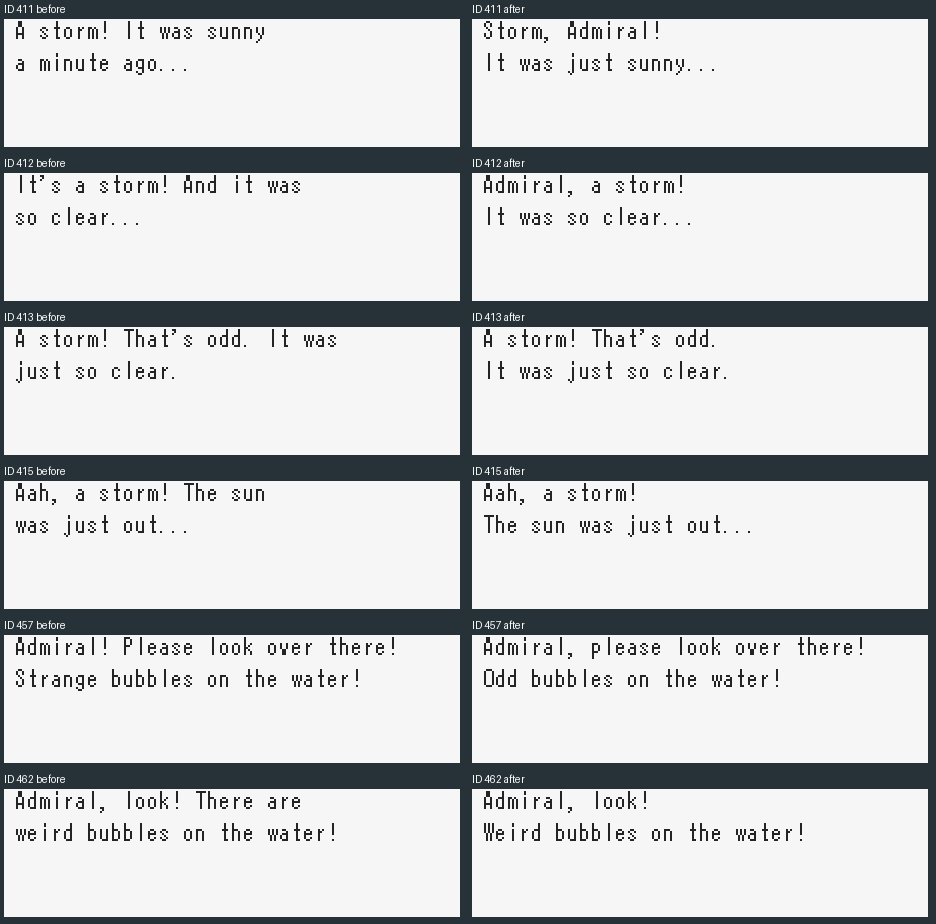 ID 411 before
A storm! It was sunny
a minute ago...
ID 411 after
Storm, Admiral!
It was just sunny...
ID 412 before
It's a storm! And it was
so clear...
ID 412 after
Admiral, a storm!
It was so clear...
ID 413 before
A storm! That's odd.  It was
just so clear.
ID 413 after
A storm! That's odd.
It was just so clear.
ID 415 before
Aah, a storm! The sun
was just out...
ID 415 after
Aah, a storm!
The sun was just out...
ID 457 before
Admiral! Please look over there!
Strange bubbles on the water!
ID 457 after
Admiral, please look over there!
Odd bubbles on the water!
ID 462 before
Admiral, look! There are
weird bubbles on the water!
ID 462 after
Admiral, look!
Weird bubbles on the water!